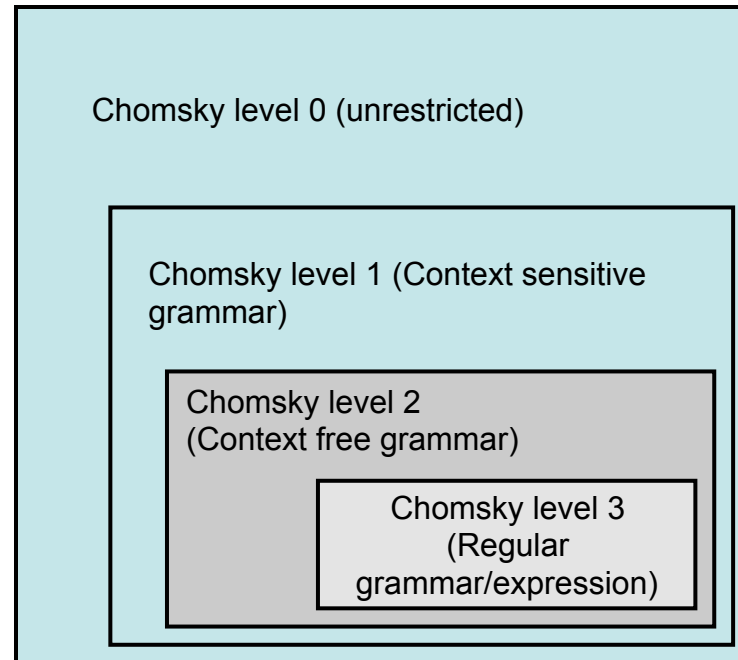 Chomsky level 0 (unrestricted)
Chomsky level 1 (Context sensitive
grammar)
Chomsky level 2
(Context free grammar)
Chomsky level 3
(Regular
grammar/expression)